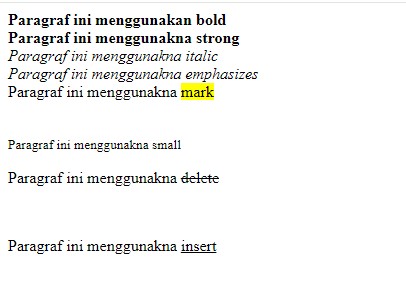 Paragraf ini menggunakan bold
Paragraf ini menggunakna strong
Paragraf ini menggunakna italic
Paragraf ini menggunakna emphasizes
Paragraf ini menggunakna mark
Paragraf ini menggunakna small
Paragraf ini menggunakna delete
Paragraf ini menggunakna insert